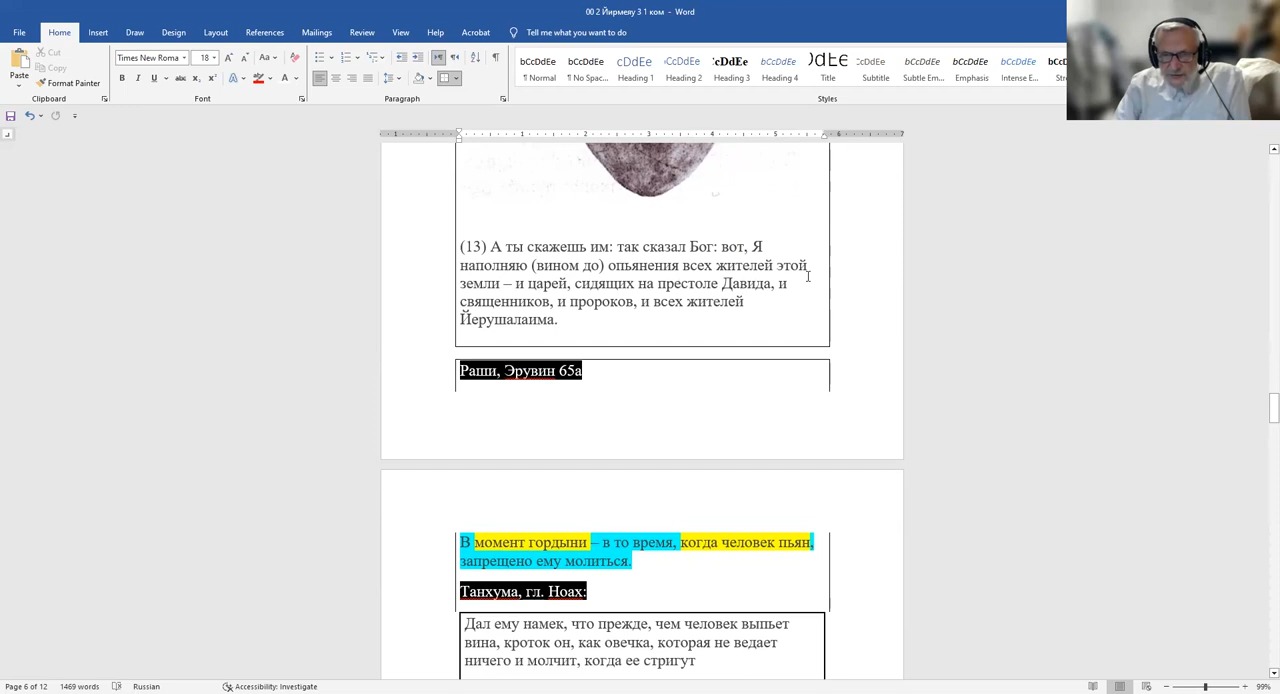 00 2 Йирмеяу 3 1 ком - Word
File Home Insert Draw Design Layout References Mailings Review View Help Acrobat Tell me what you want to do
Paste Cut Copy Format Painter
Times New Roma 18
¶ Normal ¶ No Spac... Heading 1 Heading 2 Heading 3 Heading 4 Title Subtitle Subtle Em... Emphasis Intense E...
Clipboard Font Paragraph Styles
(13) А ты скажешь им: так сказал Бог: вот, Я
наполняю (вином до) опьянения всех жителей этой
земли – и царей, сидящих на престоле Давида, и
священников, и пророков, и всех жителей
Йерушалаима.
Раши, Эрувин 65а
В момент гордыни – в то время, когда человек пьян,
запрещено ему молиться.
Танхума, гл. Ноах:
Дал ему намек, что прежде, чем человек выпьет
вина, кроток он, как овечка, которая не ведает
ничего и молчит, когда ее стригут
Page 6 of 12 1469 words Russian Accessibility: Investigate 99%